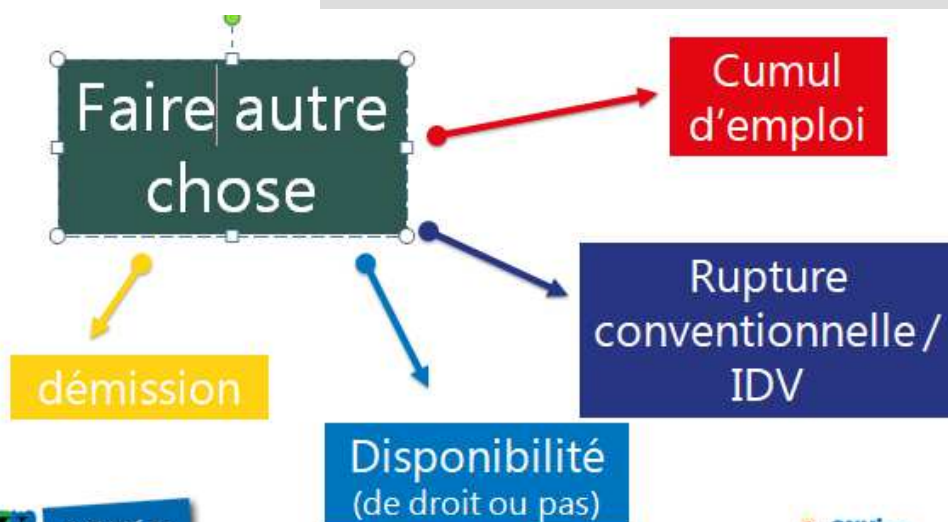 Faire autre
chose
Cumul
d'emploi
Rupture
conventionnelle /
IDV
démission
Disponibilité
(de droit ou pas)